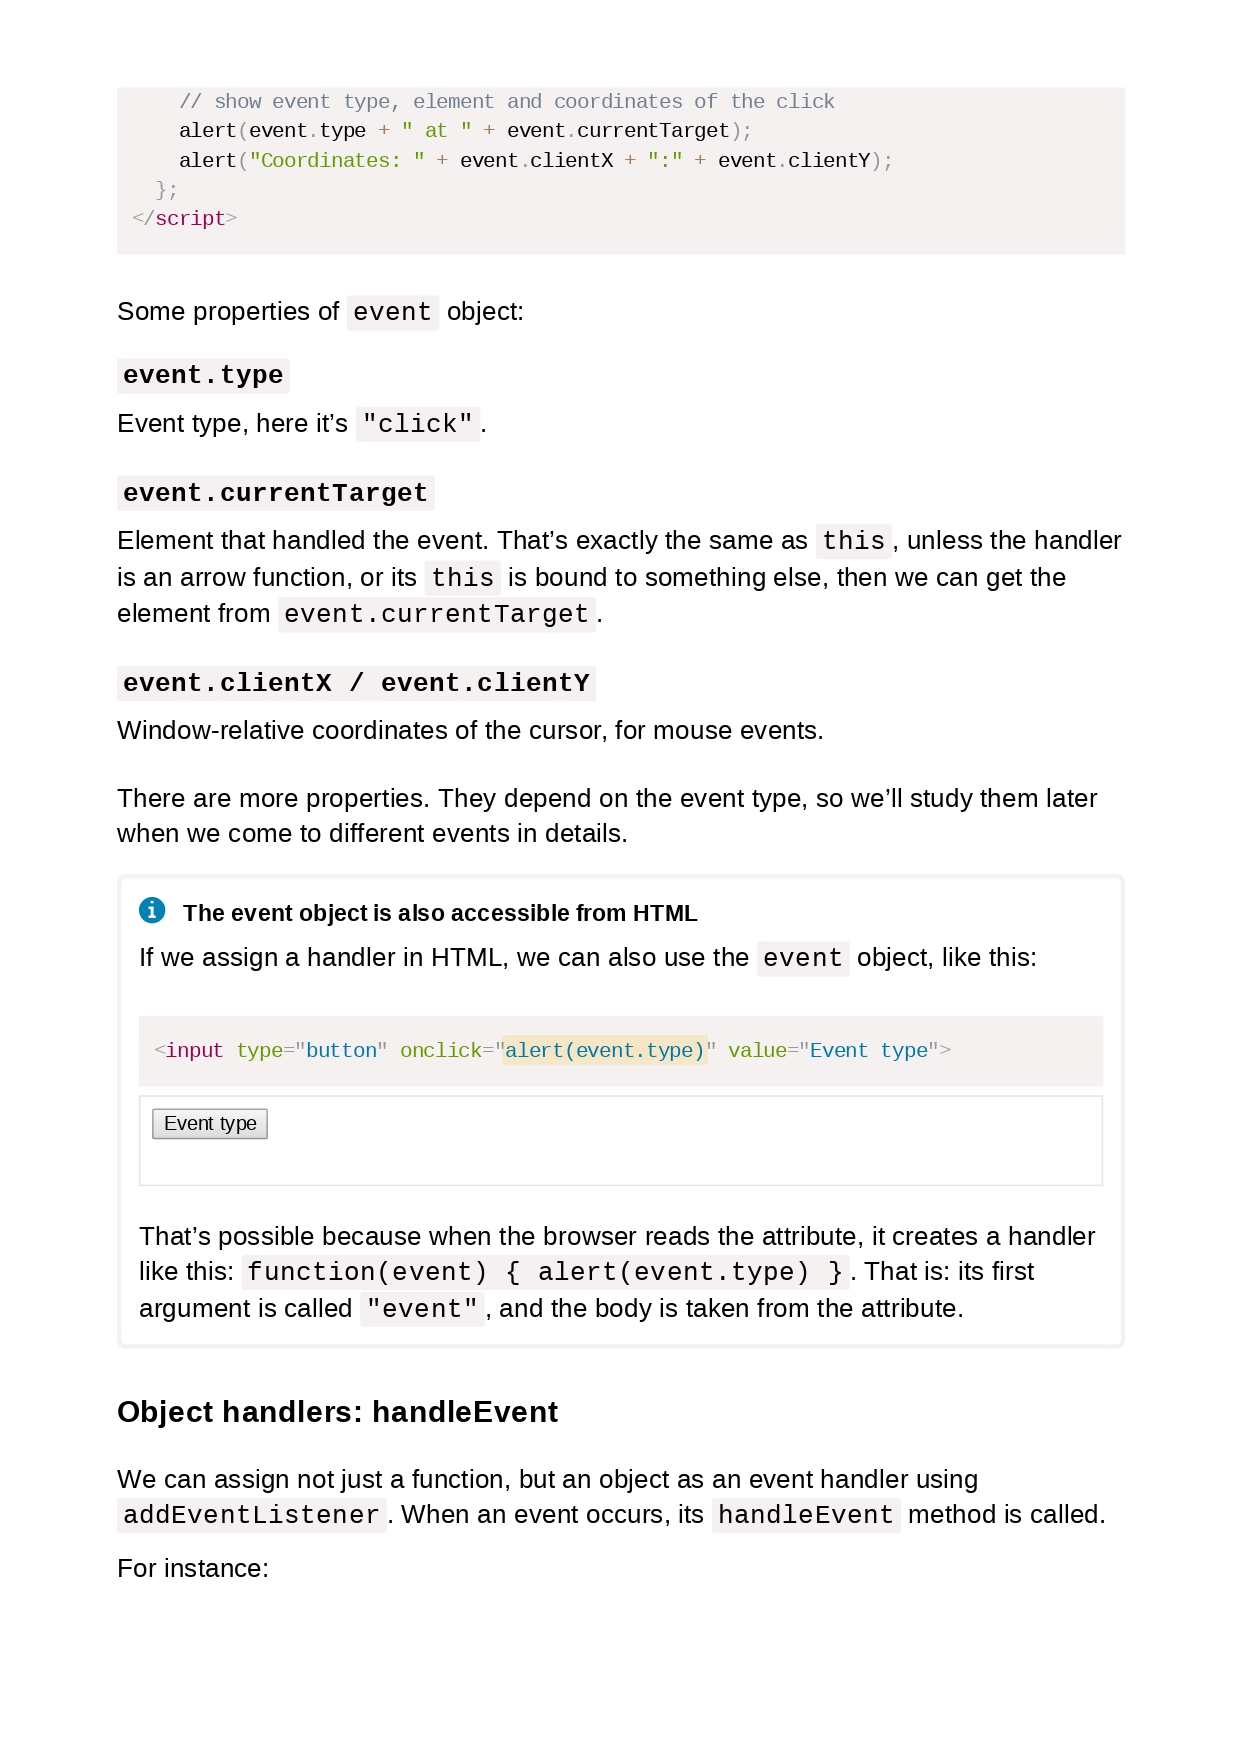 // show event type, element and coordinates of the click
alert(event.type + " at " + event.currentTarget);
alert("Coordinates: " + event.clientX + ":" + event.clientY);
};
</script>
Some properties of event object:
event.type
Event type, here it’s "click".
event.currentTarget
Element that handled the event. That’s exactly the same as this, unless the handler
is an arrow function, or its this is bound to something else, then we can get the
element from event.currentTarget.
event.clientX / event.clientY
Window-relative coordinates of the cursor, for mouse events.
There are more properties. They depend on the event type, so we’ll study them later
when we come to different events in details.
The event object is also accessible from HTML
If we assign a handler in HTML, we can also use the event object, like this:
<input type="button" onclick="alert(event.type)" value="Event type">
Event type
That’s possible because when the browser reads the attribute, it creates a handler
like this: function(event) { alert(event.type) }. That is: its first
argument is called "event", and the body is taken from the attribute.
Object handlers: handleEvent
We can assign not just a function, but an object as an event handler using
addEventListener. When an event occurs, its handleEvent method is called.
For instance: